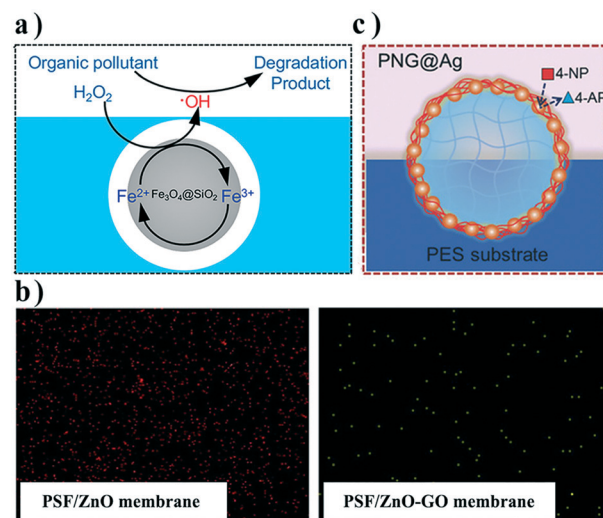 a)
Organic pollutant
Degradation
Product
H₂O₂
·OH
Fe²⁺
Fe₃O₄@SiO₂
Fe³⁺
c)
PNG@Ag
4-NP
4-AP
PES substrate
b)
PSF/ZnO membrane
PSF/ZnO-GO membrane